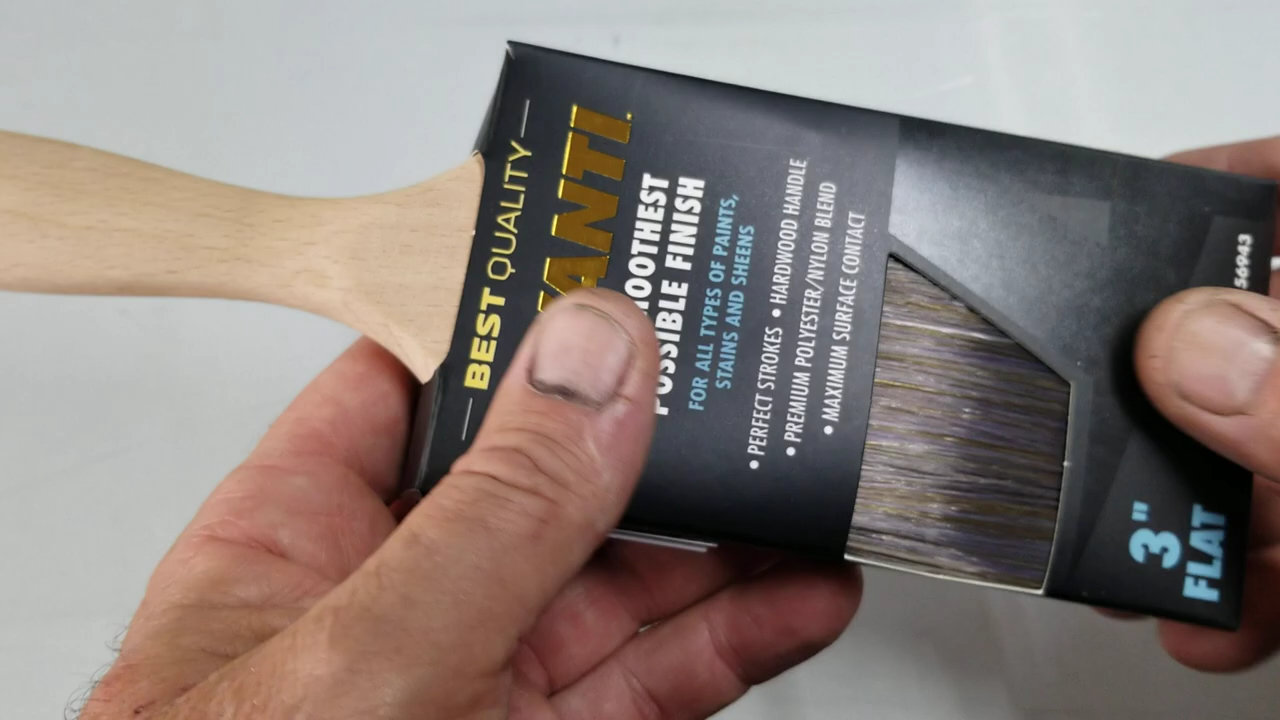 BEST QUALITY
ANTI
POSSIBLE FINISH
FOR ALL TYPES OF PAINTS,
STAINS AND SHEENS
• PERFECT STROKES • HARDWOOD HANDLE
• PREMIUM POLYESTER/NYLON BLEND
• MAXIMUM SURFACE CONTACT
56943
3"
FLAT